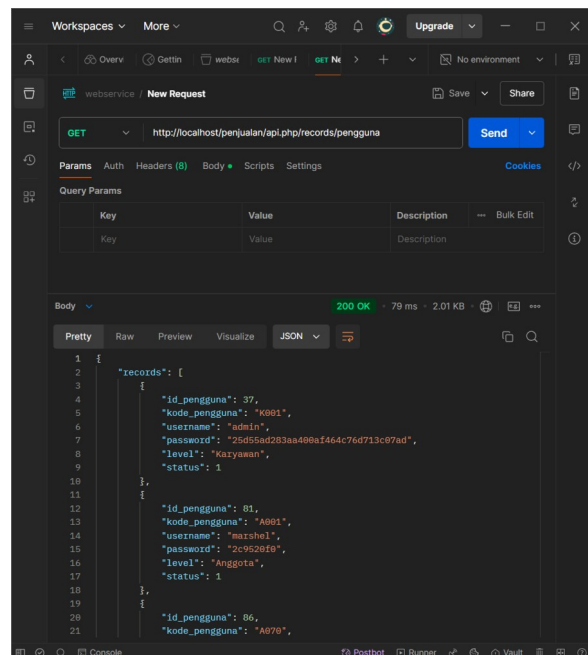 Workspaces More Upgrade
Overv Gettin webse GET New I GET Ne No environment
HTTP webservice / New Request Save Share
GET http://localhost/penjualan/api.php/records/pengguna Send
Params Auth Headers (8) Body Scripts Settings Cookies
Query Params
Key Value Description Bulk Edit
Key Value Description
Body 200 OK 79 ms 2.01 KB e.g.
Pretty Raw Preview Visualize JSON
1 {
2 "records": [
3 {
4 "id_pengguna": 37,
5 "kode_pengguna": "K001",
6 "username": "admin",
7 "password": "25d55ad283aa400af464c76d713c07ad",
8 "level": "Karyawan",
9 "status": 1
10 },
11 {
12 "id_pengguna": 81,
13 "kode_pengguna": "A001",
14 "username": "marshel",
15 "password": "2c9520f0",
16 "level": "Anggota",
17 "status": 1
18 },
19 {
20 "id_pengguna": 86,
21 "kode_pengguna": "A070",
Console Postbot Runner Vault